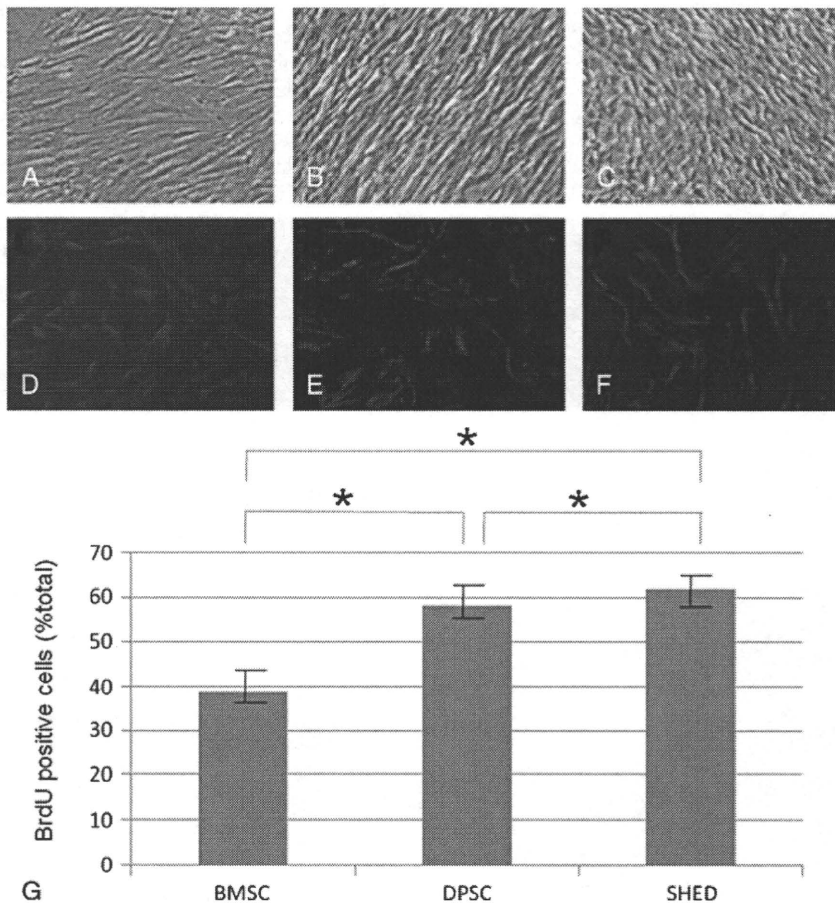 A
B
C
D
E
F
*
*
*
BrdU positive cells (%total)
70
60
50
40
30
20
10
0
BMSC
DPSC
SHED
G